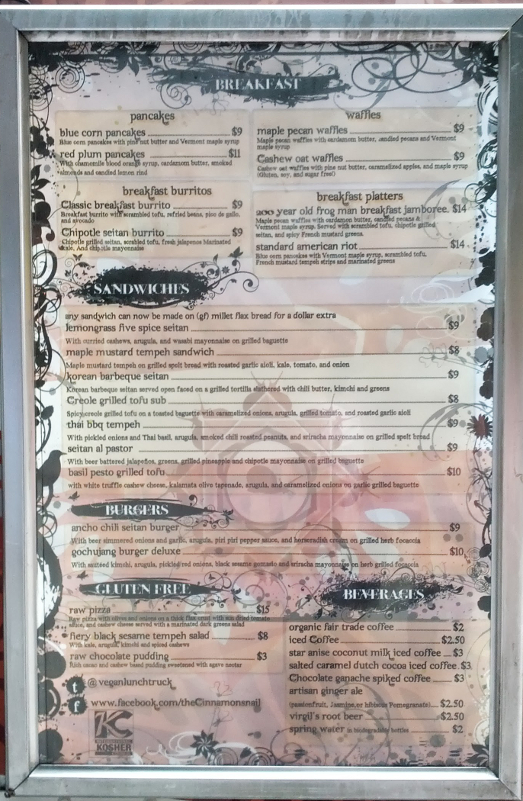 BREAKFAST
pancakes
blue corn pancakes $9
Blue corn pancakes with pine nut butter and Vermont maple syrup
red plum pancakes $11
With chamomile blood orange syrup, cardamom butter, smoked
almonds and candied lemon rind
waffles
maple pecan waffles $9
Maple pecan waffles with cardamom butter, candied pecans and Vermont
maple syrup
Cashew oat waffles $9
Cashew oat waffles with pine nut butter, caramelized apples, and maple syrup
(Gluten, soy, and sugar free!)
breakfast burritos
Classic breakfast burrito $9
Breakfast burrito with scrambled tofu, refried beans, pico de gallo,
and avocado
Chipotle seitan burrito $9
Chipotle grilled seitan, scrabled tofu, fresh jalapenos Marinated
kale, And chipotle mayonnaise
breakfast platters
year old frog man breakfast jamboree. $14
Maple pecan waffles with cardamom butter, candied pecans &
Vermont maple syrup. Served with scrambled tofu, chipotle grilled
seitan, and spicy French mustard greens
standard american riot $14
Blue corn pancakes with Vermont maple syrup, scrambled tofu,
French mustard tempeh strips and marinated greens
SANDWICHES
any sandwich can now be made on (gf) millet flax bread for a dollar extra
lemongrass five spice seitan $9
With curried cashews, arugula, and wasabi mayonnaise on grilled baguette
maple mustard tempeh sandwich $8
Maple mustard tempeh on grilled spelt bread with roasted garlic aioli, kale, tomato, and onion
korean barbeque seitan $9
Korean barbeque seitan served open faced on a grilled tortilla slathered with chili butter, kimchi and greens
Creole grilled tofu sub $8
Spicy creole grilled tofu on a toasted baguette with caramelized onions, arugula, grilled tomato, and roasted garlic aioli
thai bbq tempeh $9
With pickled onions and Thai basil, arugula, smoked chili roasted peanuts, and sriracha mayonnaise on grilled spelt bread
seitan al pastor $9
With beer battered jalapeños, greens, grilled pineapple and chipotle mayonnaise on grilled baguette
basil pesto grilled tofu $10
with white truffle cashew cheese, kalamata olive tapenade, arugula, and caramelized onions on garlic grilled baguette
BURGERS
ancho chili seitan burger $9
With beer simmered onions and garlic, arugula, piri piri pepper sauce, and horseradish cream on grilled herb focaccia
gochujang burger deluxe $10
With sauteed kimchi, arugula, pickled red onions, black sesame gomasio and sriracha mayonnaise on herb grilled focaccia
GLUTEN FREE
raw pizza $15
Raw pizza with olives and onions on a thick flax crust with sun dried tomato
sauce, and cashew cheese served with a marinated dark greens salad
fiery black sesame tempeh salad $8
With kale, arugula, kimchi and spiced cashews
raw chocolate pudding $3
Rich cacao and cashew based pudding sweetened with agave nectar
@veganlunchtruck
www.facebook.com/theCinnamonsnail
KOSHER
BEVERAGES
organic fair trade coffee $2
iced Coffee $2.50
star anise coconut milk iced coffee $3
salted caramel dutch cocoa iced coffee. $3
Chocolate ganache spiked coffee $3
artisan ginger ale
(passionfruit, Jasmine, or hibiscus Pomegranate) $2.50
virgil's root beer $2.50
spring water in biodegradable bottles $2